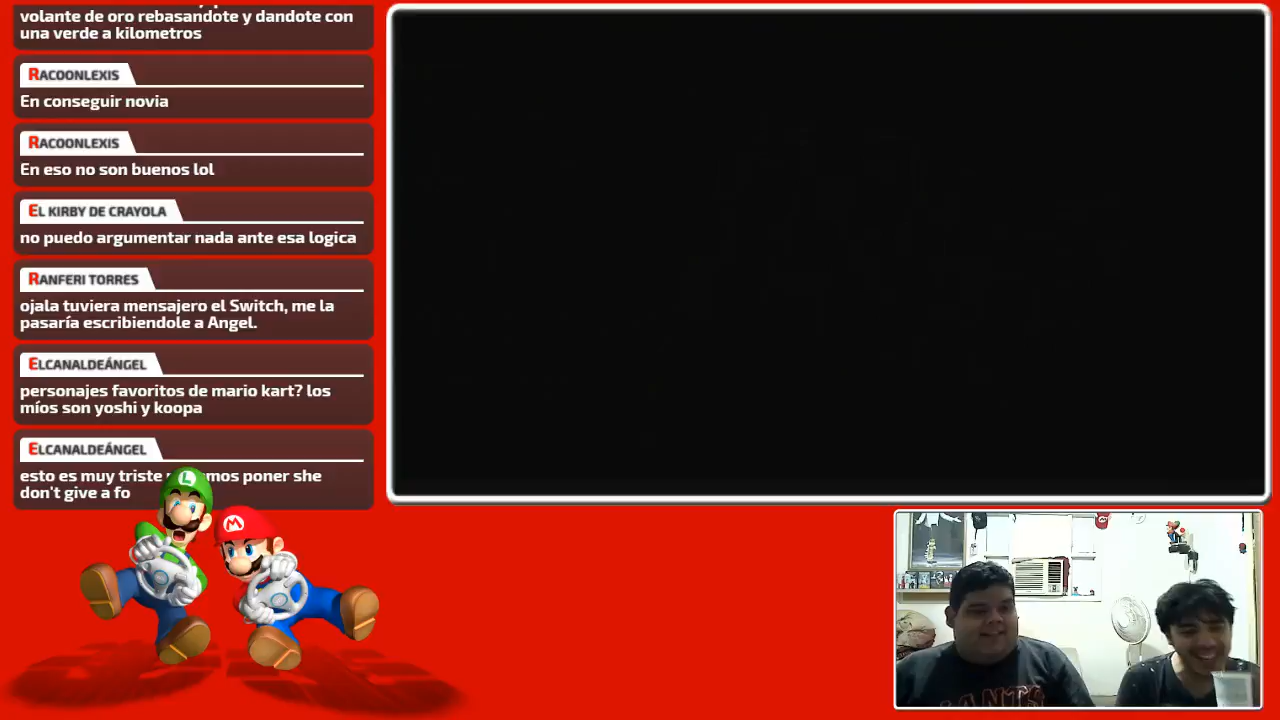 volante de oro rebasandote y dandote con
una verde a kilometros
RACOONLEXIS
En conseguir novia
RACOONLEXIS
En eso no son buenos lol
EL KIRBY DE CRAYOLA
no puedo argumentar nada ante esa logica
RANFERI TORRES
ojala tuviera mensajero el Switch, me la
pasaría escribiendole a Angel.
ELCANALDEÁNGEL
personajes favoritos de mario kart? los
míos son yoshi y koopa
ELCANALDEÁNGEL
esto es muy triste poner she
don't give a fo
L
M